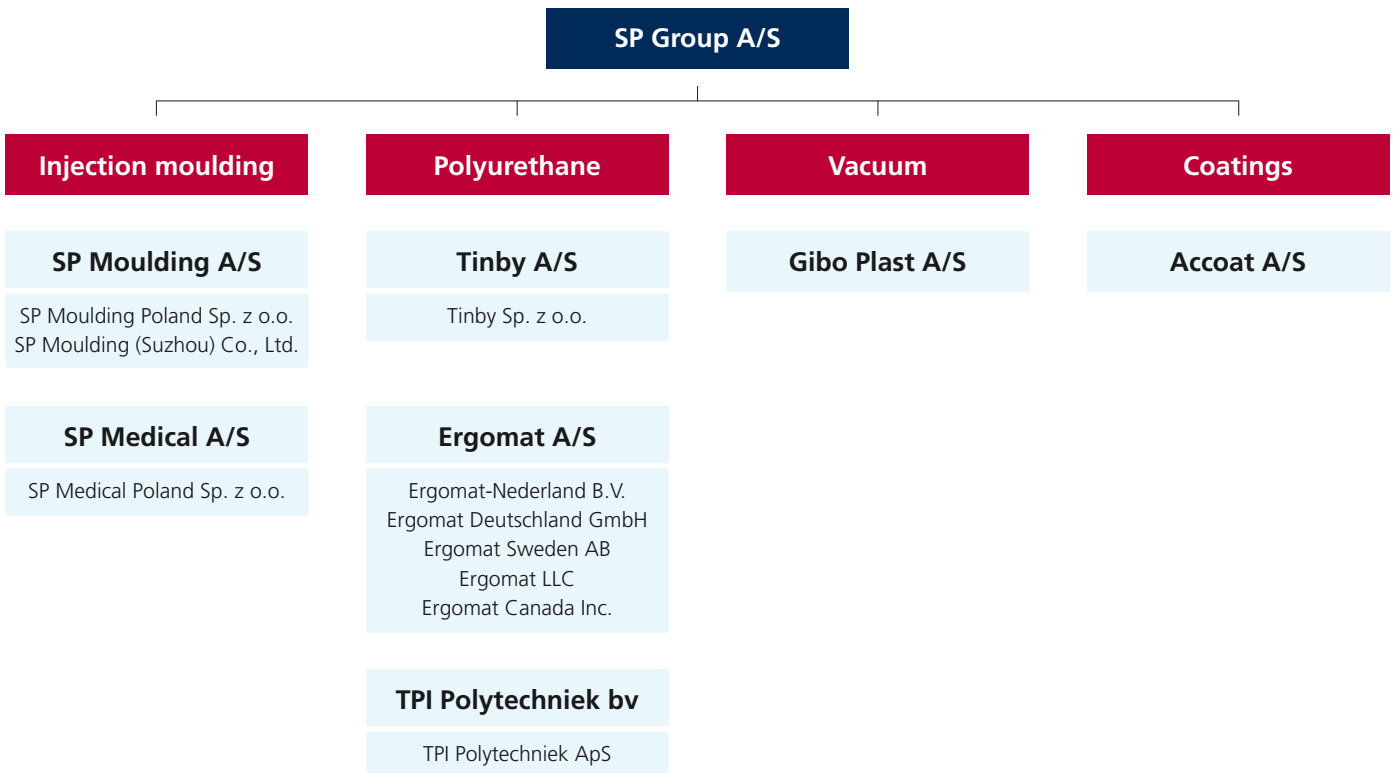 SP Group A/S
Injection moulding
Polyurethane
Vacuum
Coatings
SP Moulding A/S
SP Moulding Poland Sp. z o.o.
SP Moulding (Suzhou) Co., Ltd.
SP Medical A/S
SP Medical Poland Sp. z o.o.
Tinby A/S
Tinby Sp. z o.o.
Ergomat A/S
Ergomat-Nederland B.V.
Ergomat Deutschland GmbH
Ergomat Sweden AB
Ergomat LLC
Ergomat Canada Inc.
TPI Polytechniek bv
TPI Polytechniek ApS
Gibo Plast A/S
Accoat A/S